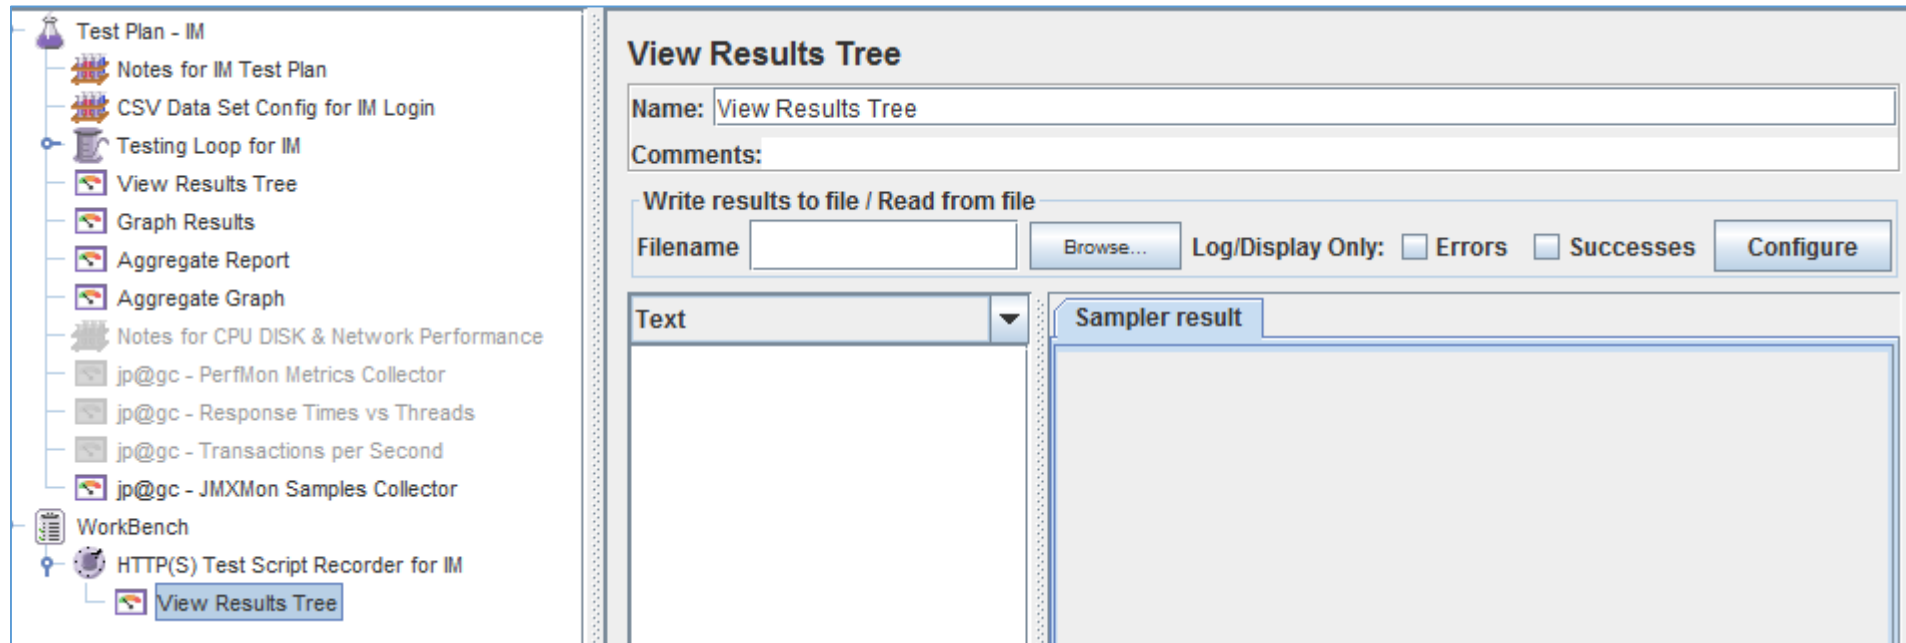 Test Plan - IM
Notes for IM Test Plan
CSV Data Set Config for IM Login
Testing Loop for IM
View Results Tree
Graph Results
Aggregate Report
Aggregate Graph
Notes for CPU DISK & Network Performance
jp@gc - PerfMon Metrics Collector
jp@gc - Response Times vs Threads
jp@gc - Transactions per Second
jp@gc - JMXMon Samples Collector
WorkBench
HTTP(S) Test Script Recorder for IM
View Results Tree
View Results Tree
Name: View Results Tree
Comments:
Write results to file / Read from file
Filename Browse... Log/Display Only: Errors Successes Configure
Text
Sampler result